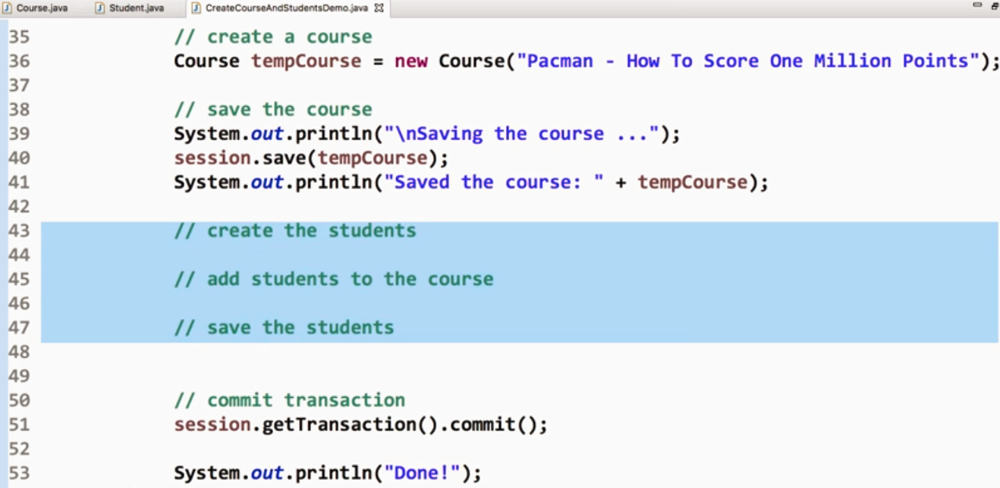 Course.java Student.java CreateCourseAndStudentsDemo.java
35 // create a course
36 Course tempCourse = new Course("Pacman - How To Score One Million Points");
37
38 // save the course
39 System.out.println("\nSaving the course ...");
40 session.save(tempCourse);
41 System.out.println("Saved the course: " + tempCourse);
42
43 // create the students
44
45 // add students to the course
46
47 // save the students
48
49
50 // commit transaction
51 session.getTransaction().commit();
52
53 System.out.println("Done!");